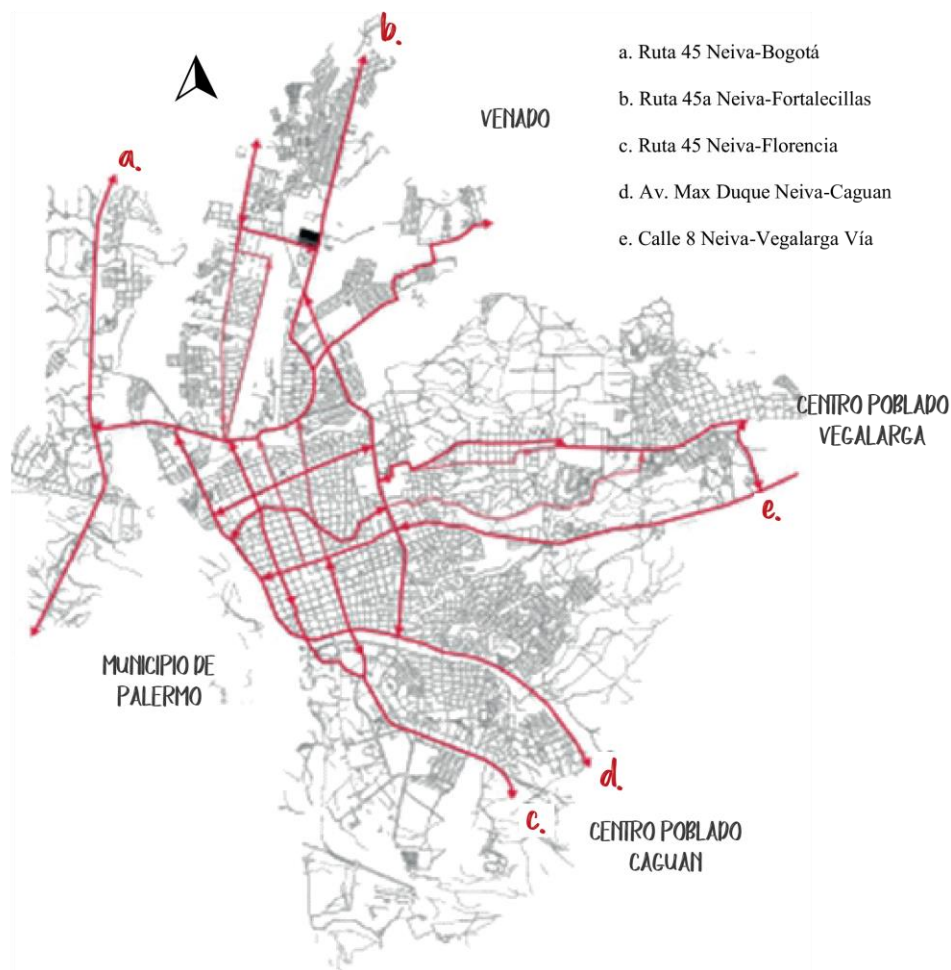 b.
a. Ruta 45 Neiva-Bogotá
b. Ruta 45a Neiva-Fortalecillas
c. Ruta 45 Neiva-Florencia
d. Av. Max Duque Neiva-Caguan
e. Calle 8 Neiva-Vegalarga Vía
VENADO
a.
CENTRO POBLADO
VEGALARGA
e.
MUNICIPIO DE
PALERMO
d.
c.
CENTRO POBLADO
CAGUAN